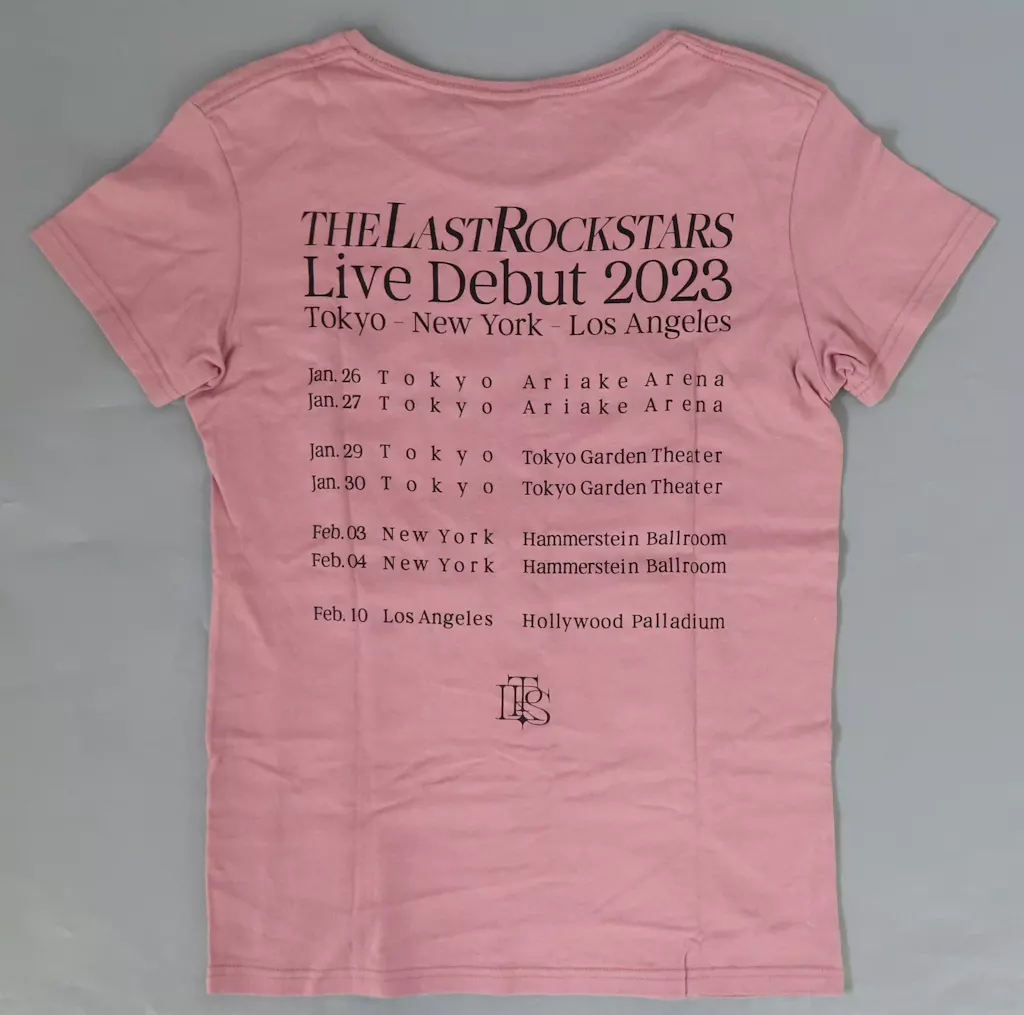 THE LAST ROCKSTARS
Live Debut 2023
Tokyo - New York - Los Angeles
Jan. 26 Tokyo Ariake Arena
Jan. 27 Tokyo Ariake Arena
Jan. 29 Tokyo Tokyo Garden Theater
Jan. 30 Tokyo Tokyo Garden Theater
Feb. 03 New York Hammerstein Ballroom
Feb. 04 New York Hammerstein Ballroom
Feb. 10 Los Angeles Hollywood Palladium
TLRS